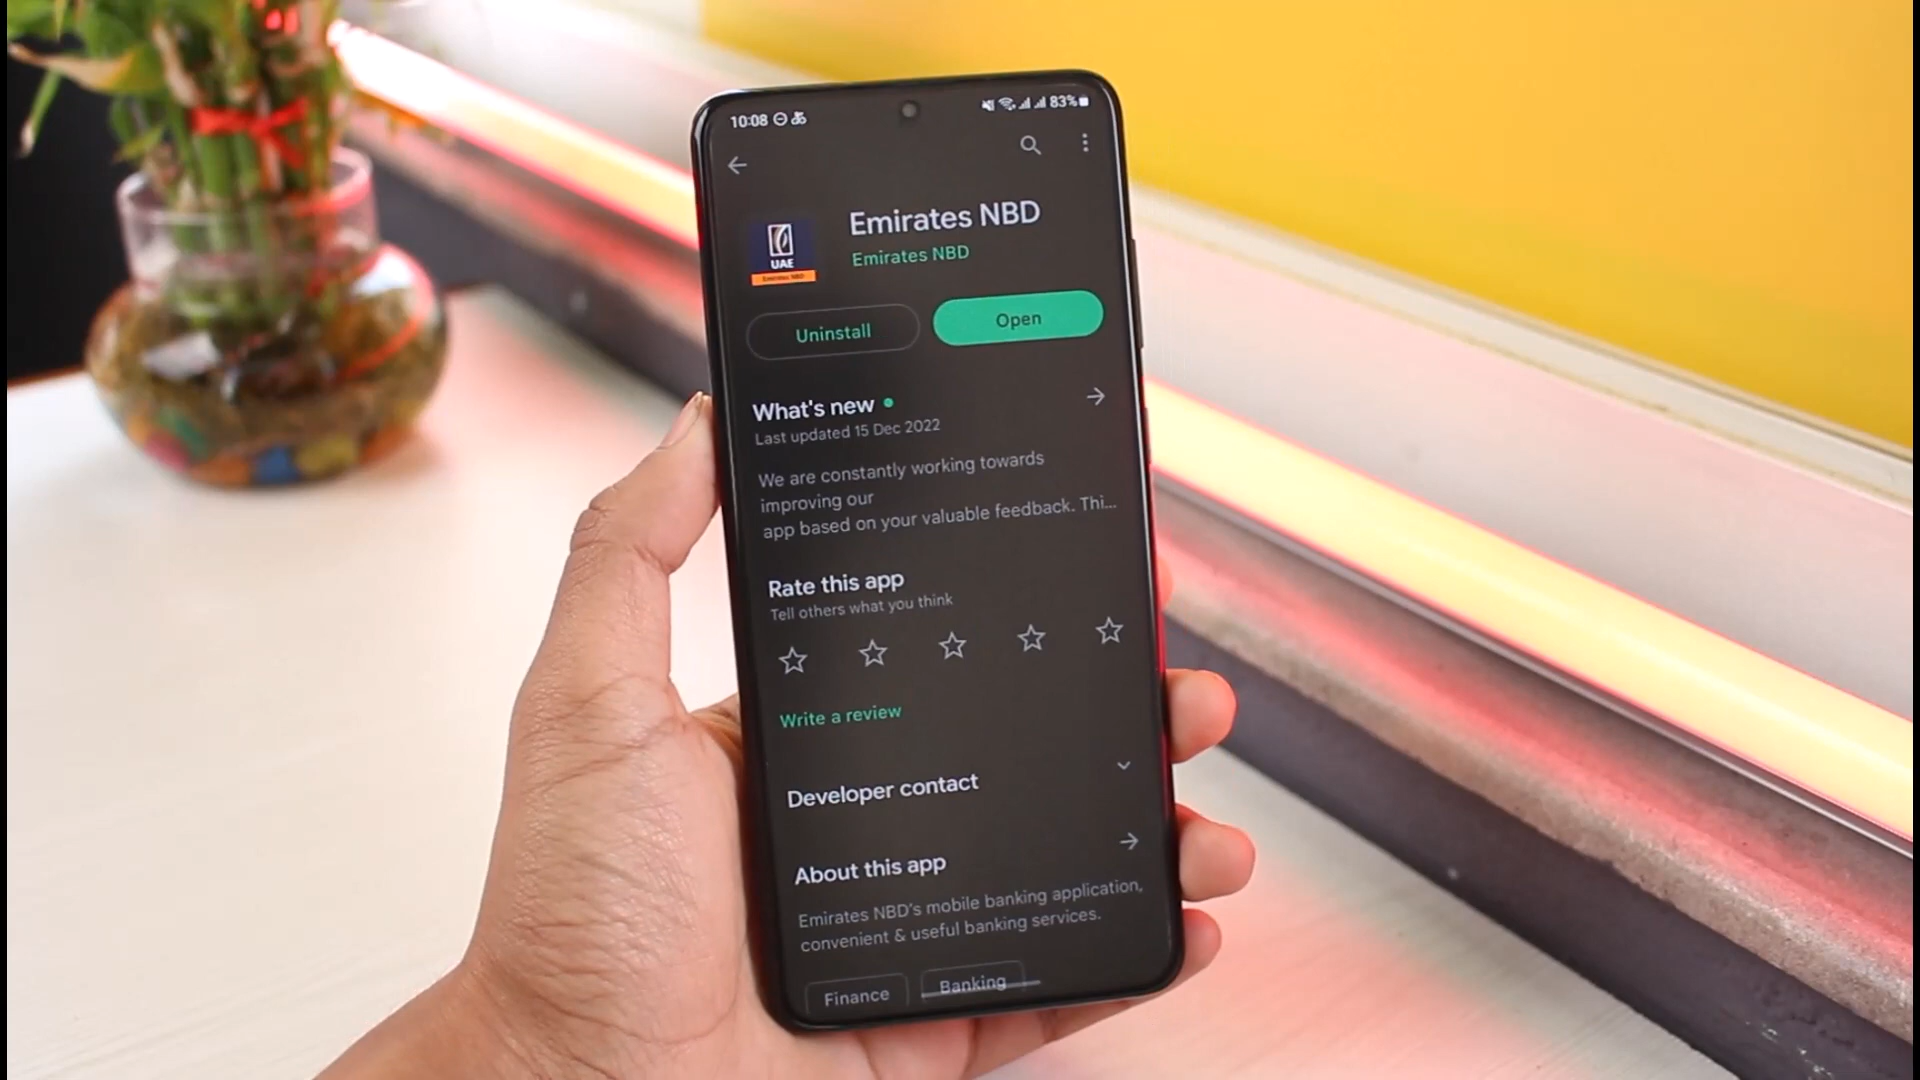 10:08
83%
Emirates NBD
Emirates NBD
UAE
Emirates NBD
Uninstall
Open
What's new
Last updated 15 Dec 2022
We are constantly working towards
improving our
app based on your valuable feedback. Thi...
Rate this app
Tell others what you think
Write a review
Developer contact
About this app
Emirates NBD's mobile banking application,
convenient & useful banking services.
Finance
Banking